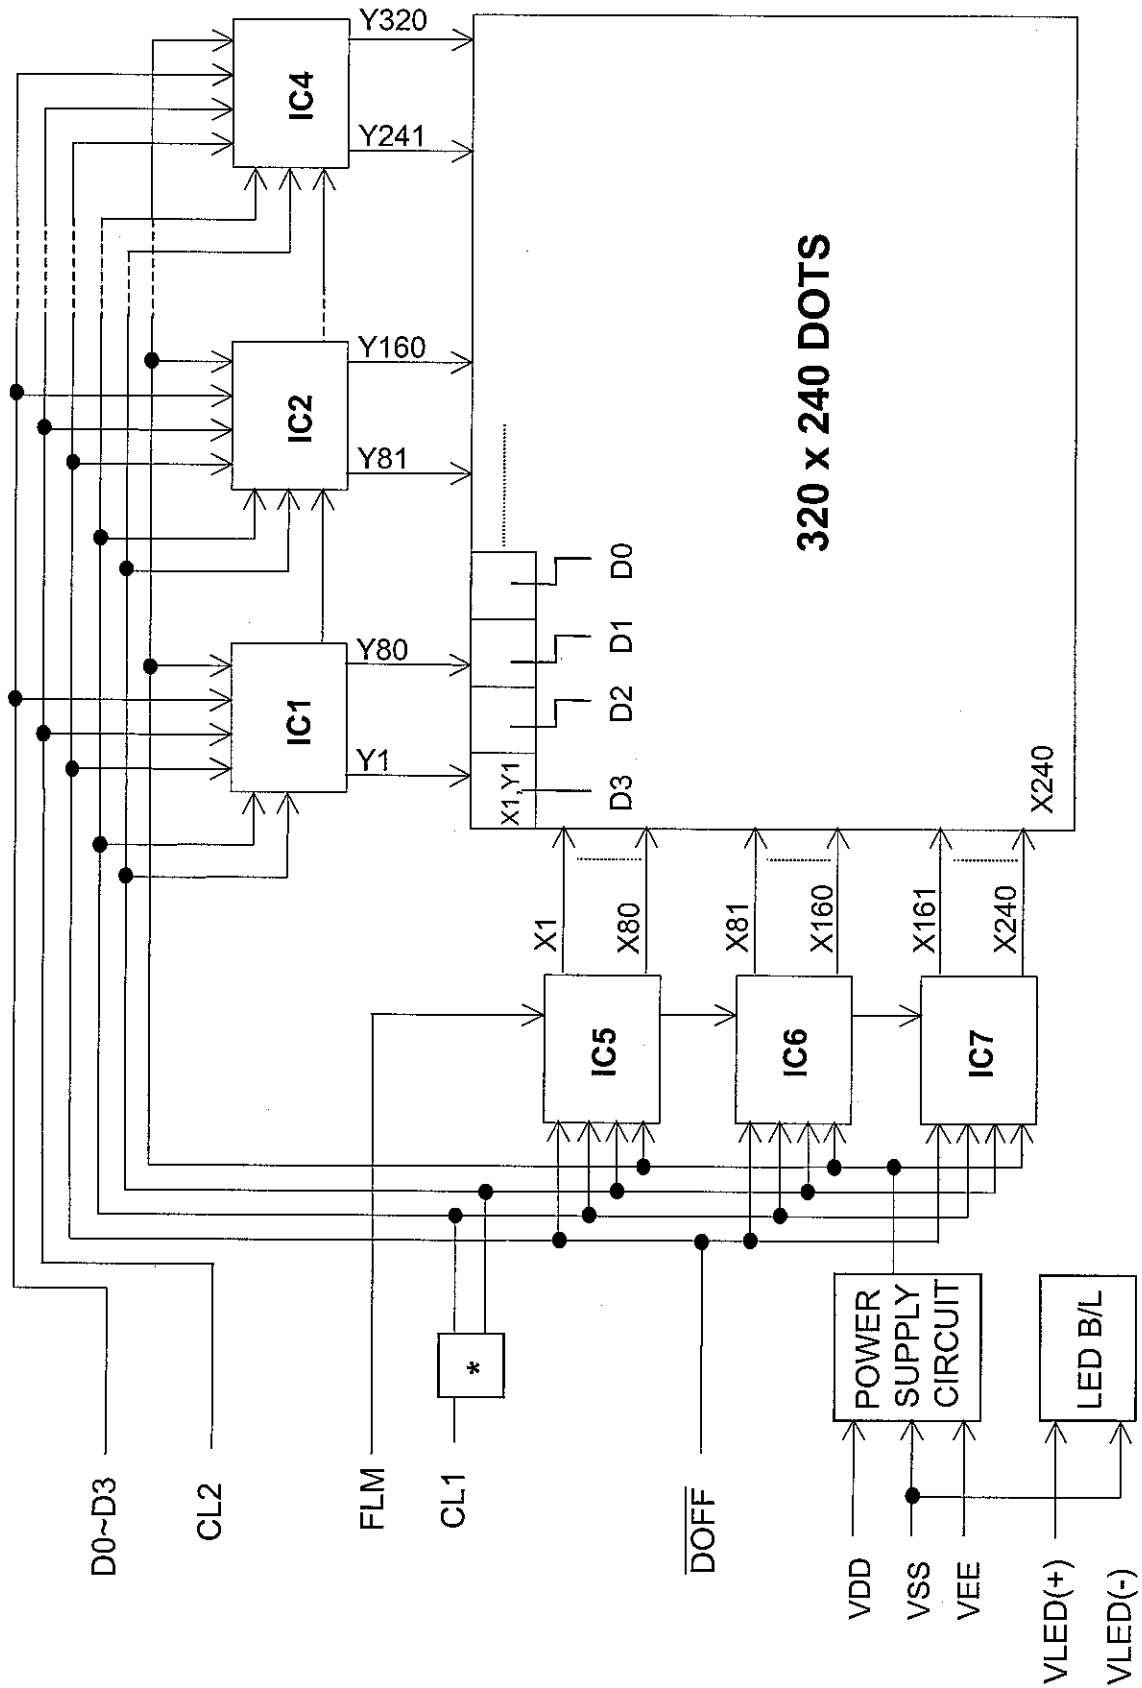 D0~D3
CL2
FLM
CL1
*
DOFF
VDD
VSS
VEE
VLED(+)
VLED(-)
POWER
SUPPLY
CIRCUIT
LED B/L
IC1
IC2
IC4
Y1
Y80
Y81
Y160
Y241
Y320
IC5
IC6
IC7
X1
X80
X81
X160
X161
X240
X1,Y1
D3
D2
D1
D0
320 x 240 DOTS
X240